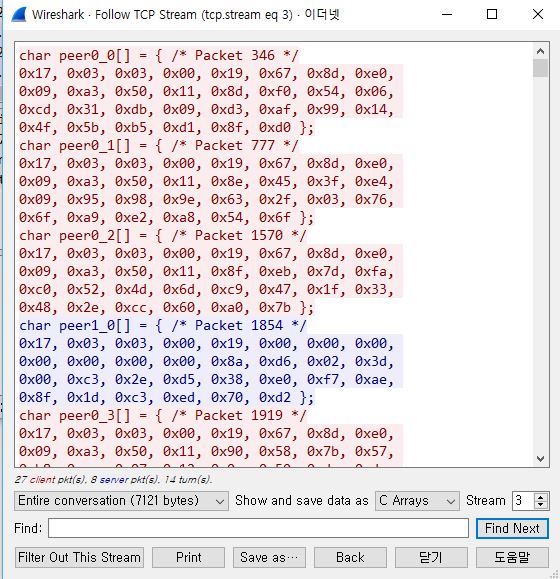 Wireshark · Follow TCP Stream (tcp.stream eq 3) · 이더넷
char peer0_0[] = { /* Packet 346 */
0x17, 0x03, 0x03, 0x00, 0x19, 0x67, 0x8d, 0xe0,
0x09, 0xa3, 0x50, 0x11, 0x8d, 0xf0, 0x54, 0x06,
0xcd, 0x31, 0xdb, 0x09, 0xd3, 0xaf, 0x99, 0x14,
0x4f, 0x5b, 0xb5, 0xd1, 0x8f, 0xd0 };
char peer0_1[] = { /* Packet 777 */
0x17, 0x03, 0x03, 0x00, 0x19, 0x67, 0x8d, 0xe0,
0x09, 0xa3, 0x50, 0x11, 0x8e, 0x45, 0x3f, 0xe4,
0x09, 0x95, 0x98, 0x9e, 0x63, 0x2f, 0x03, 0x76,
0x6f, 0xa9, 0xe2, 0xa8, 0x54, 0x6f };
char peer0_2[] = { /* Packet 1570 */
0x17, 0x03, 0x03, 0x00, 0x19, 0x67, 0x8d, 0xe0,
0x09, 0xa3, 0x50, 0x11, 0x8f, 0xeb, 0x7d, 0xfa,
0xc0, 0x52, 0x4d, 0x6d, 0xc9, 0x47, 0x1f, 0x33,
0x48, 0x2e, 0xcc, 0x60, 0xa0, 0x7b };
char peer1_0[] = { /* Packet 1854 */
0x17, 0x03, 0x03, 0x00, 0x19, 0x00, 0x00, 0x00,
0x00, 0x00, 0x00, 0x00, 0x8a, 0xd6, 0x02, 0x3d,
0x00, 0xc3, 0x2e, 0xd5, 0x38, 0xe0, 0xf7, 0xae,
0x8f, 0x1d, 0xc3, 0xed, 0x70, 0xd2 };
char peer0_3[] = { /* Packet 1919 */
0x17, 0x03, 0x03, 0x00, 0x19, 0x67, 0x8d, 0xe0,
0x09, 0xa3, 0x50, 0x11, 0x90, 0x58, 0x7b, 0x57,
27 client pkt(s), 8 server pkt(s), 14 turn(s).
Entire conversation (7121 bytes) Show and save data as C Arrays Stream 3
Find: Find Next
Filter Out This Stream Print Save as… Back 닫기 도움말